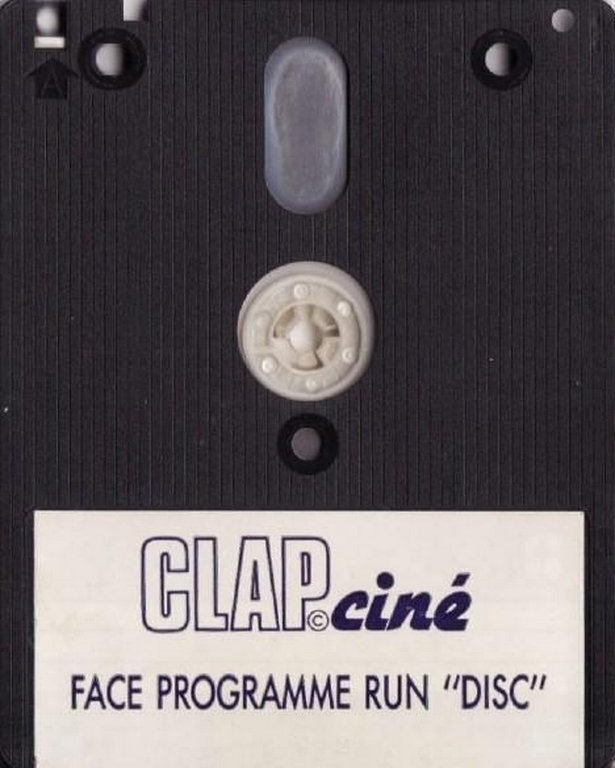 A
CLAP© ciné
FACE PROGRAMME RUN "DISC"